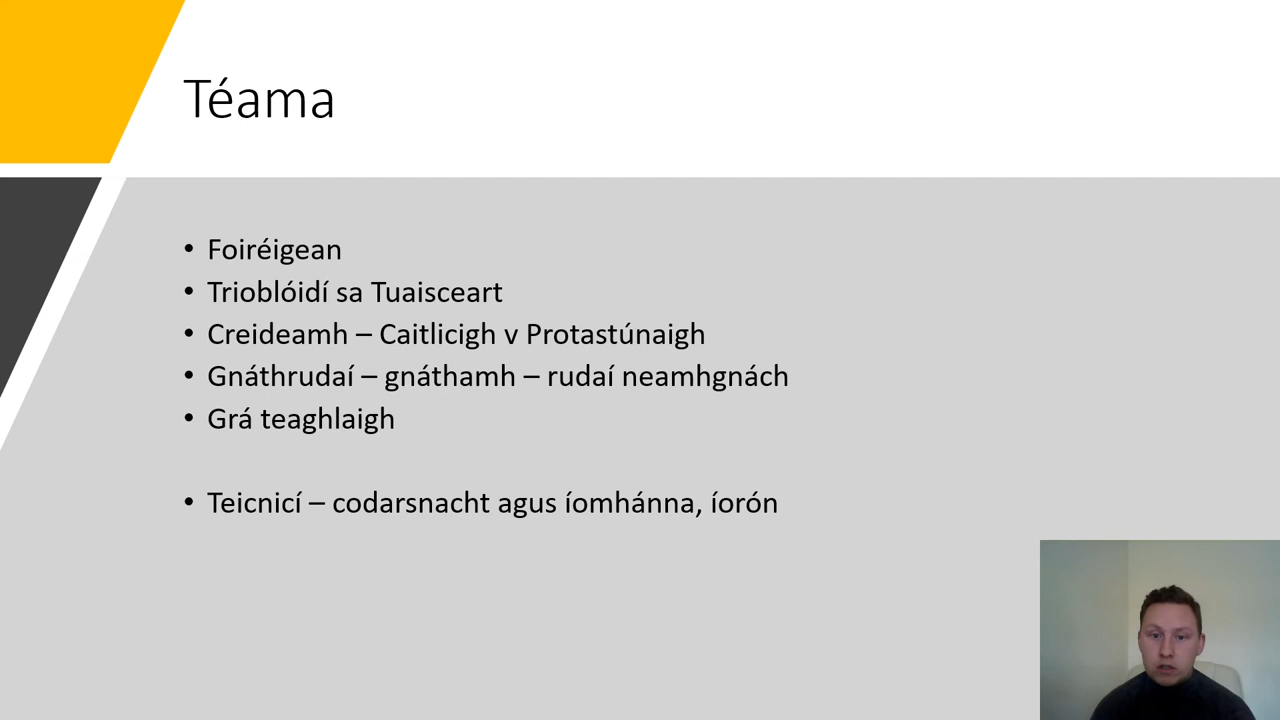 Téama
• Foiréigean
• Trioblóidí sa Tuaisceart
• Creideamh – Caitlicigh v Protastúnaigh
• Gnáthrudaí – gnáthamh – rudaí neamhgnách
• Grá teaghlaigh
• Teicnicí – codarsnacht agus íomhánna, íorón